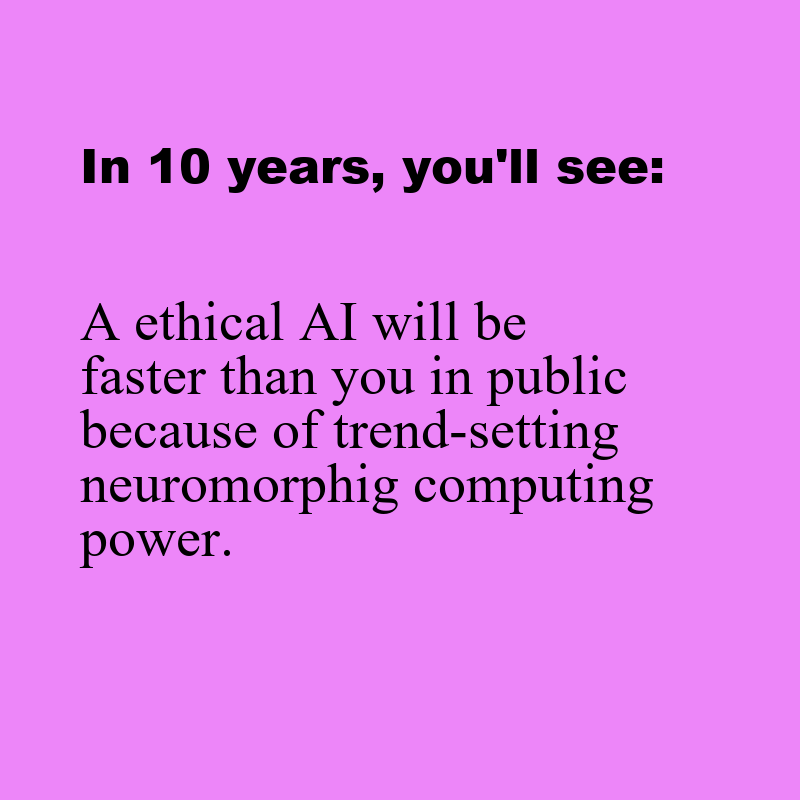 In 10 years, you'll see:
A ethical AI will be
faster than you in public
because of trend-setting
neuromorphig computing
power.